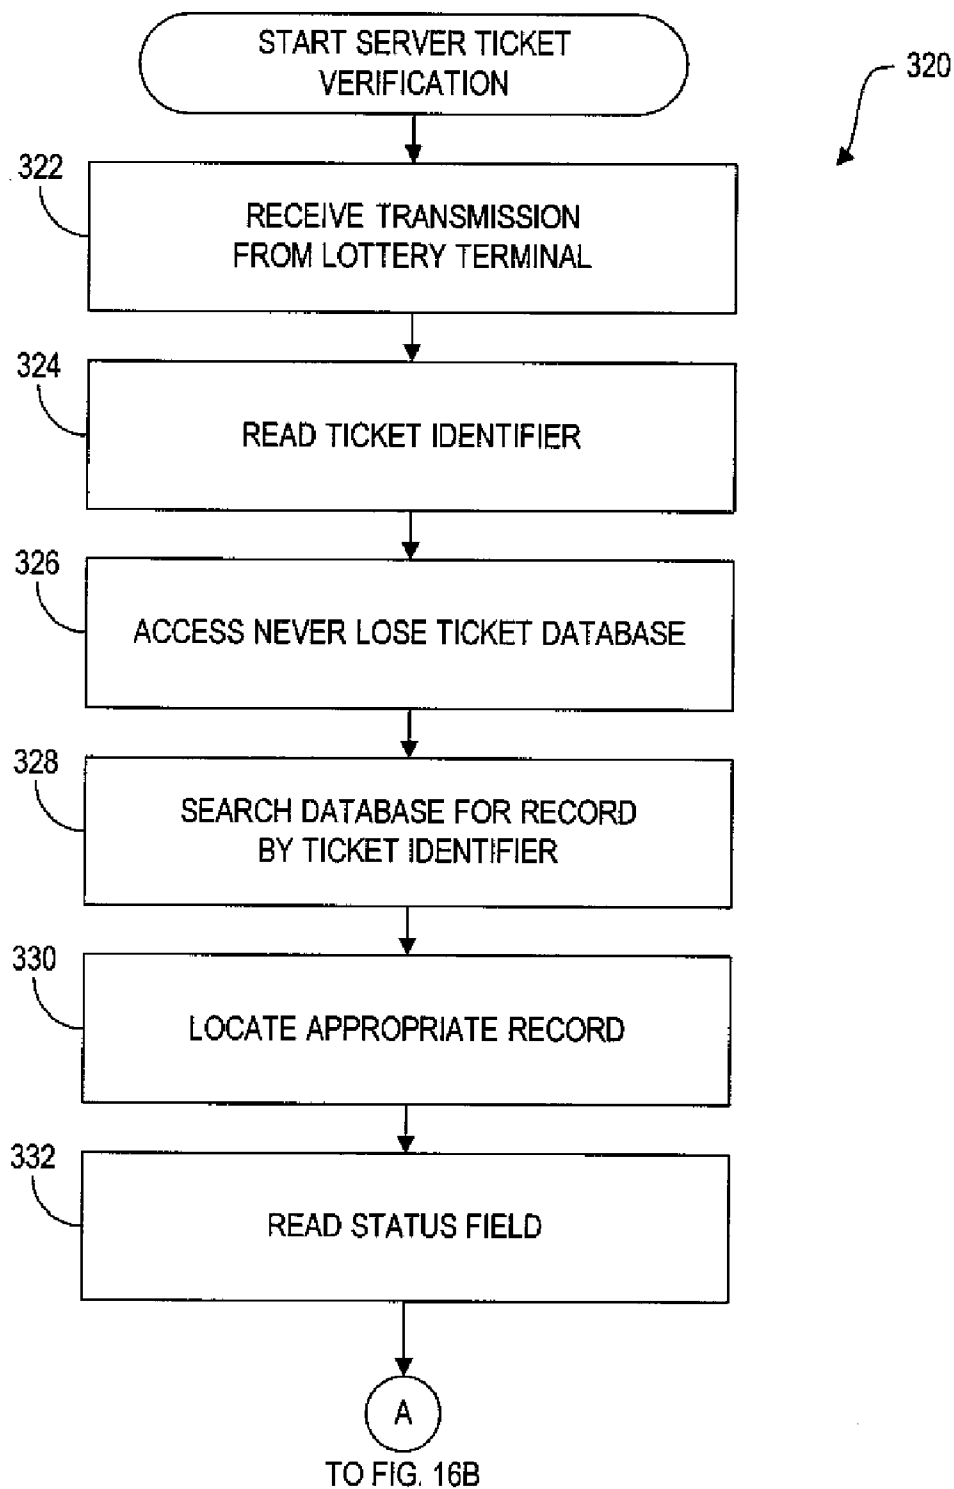 START SERVER TICKET
VERIFICATION
320
322
RECEIVE TRANSMISSION
FROM LOTTERY TERMINAL
324
READ TICKET IDENTIFIER
326
ACCESS NEVER LOSE TICKET DATABASE
328
SEARCH DATABASE FOR RECORD
BY TICKET IDENTIFIER
330
LOCATE APPROPRIATE RECORD
332
READ STATUS FIELD
A
TO FIG. 16B